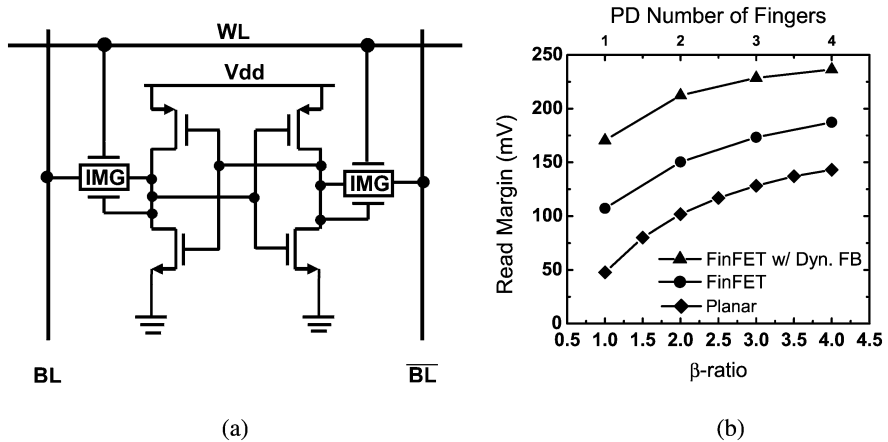 WL
Vdd
IMG
IMG
BL
BL
(a)
PD Number of Fingers
1 2 3 4
250
200
150
100
50
0
Read Margin (mV)
FinFET w/ Dyn. FB
FinFET
Planar
0.5 1.0 1.5 2.0 2.5 3.0 3.5 4.0 4.5
β-ratio
(b)